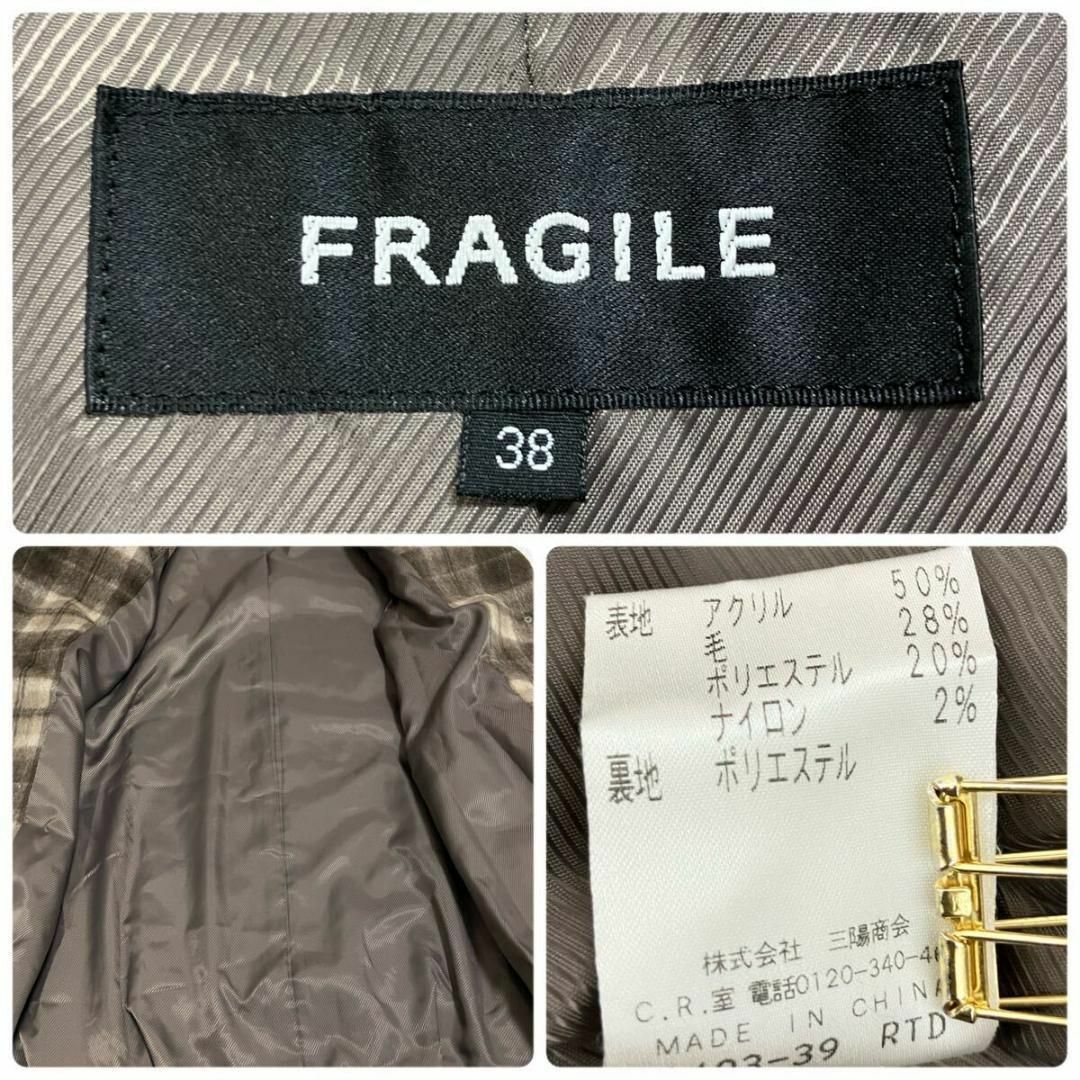 FRAGILE
38
表地 アクリル 50%
毛 28%
ポリエステル 20%
ナイロン 2%
裏地 ポリエステル
株式会社 三陽商会
C.R.室 電話0120-340-4
MADE IN CHINA
03-39 RTD